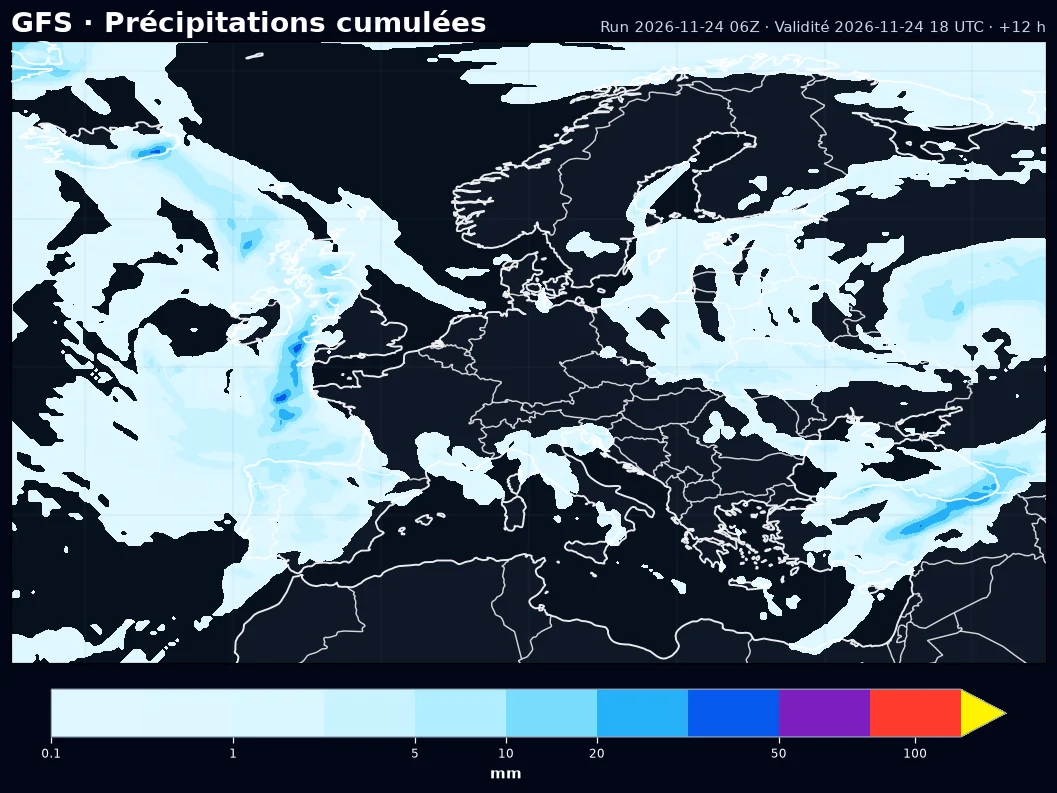 GFS · Précipitations cumulées
Run 2026-11-24 06Z · Validité 2026-11-24 18 UTC · +12 h
0.1 1 5 10 20 50 100
mm